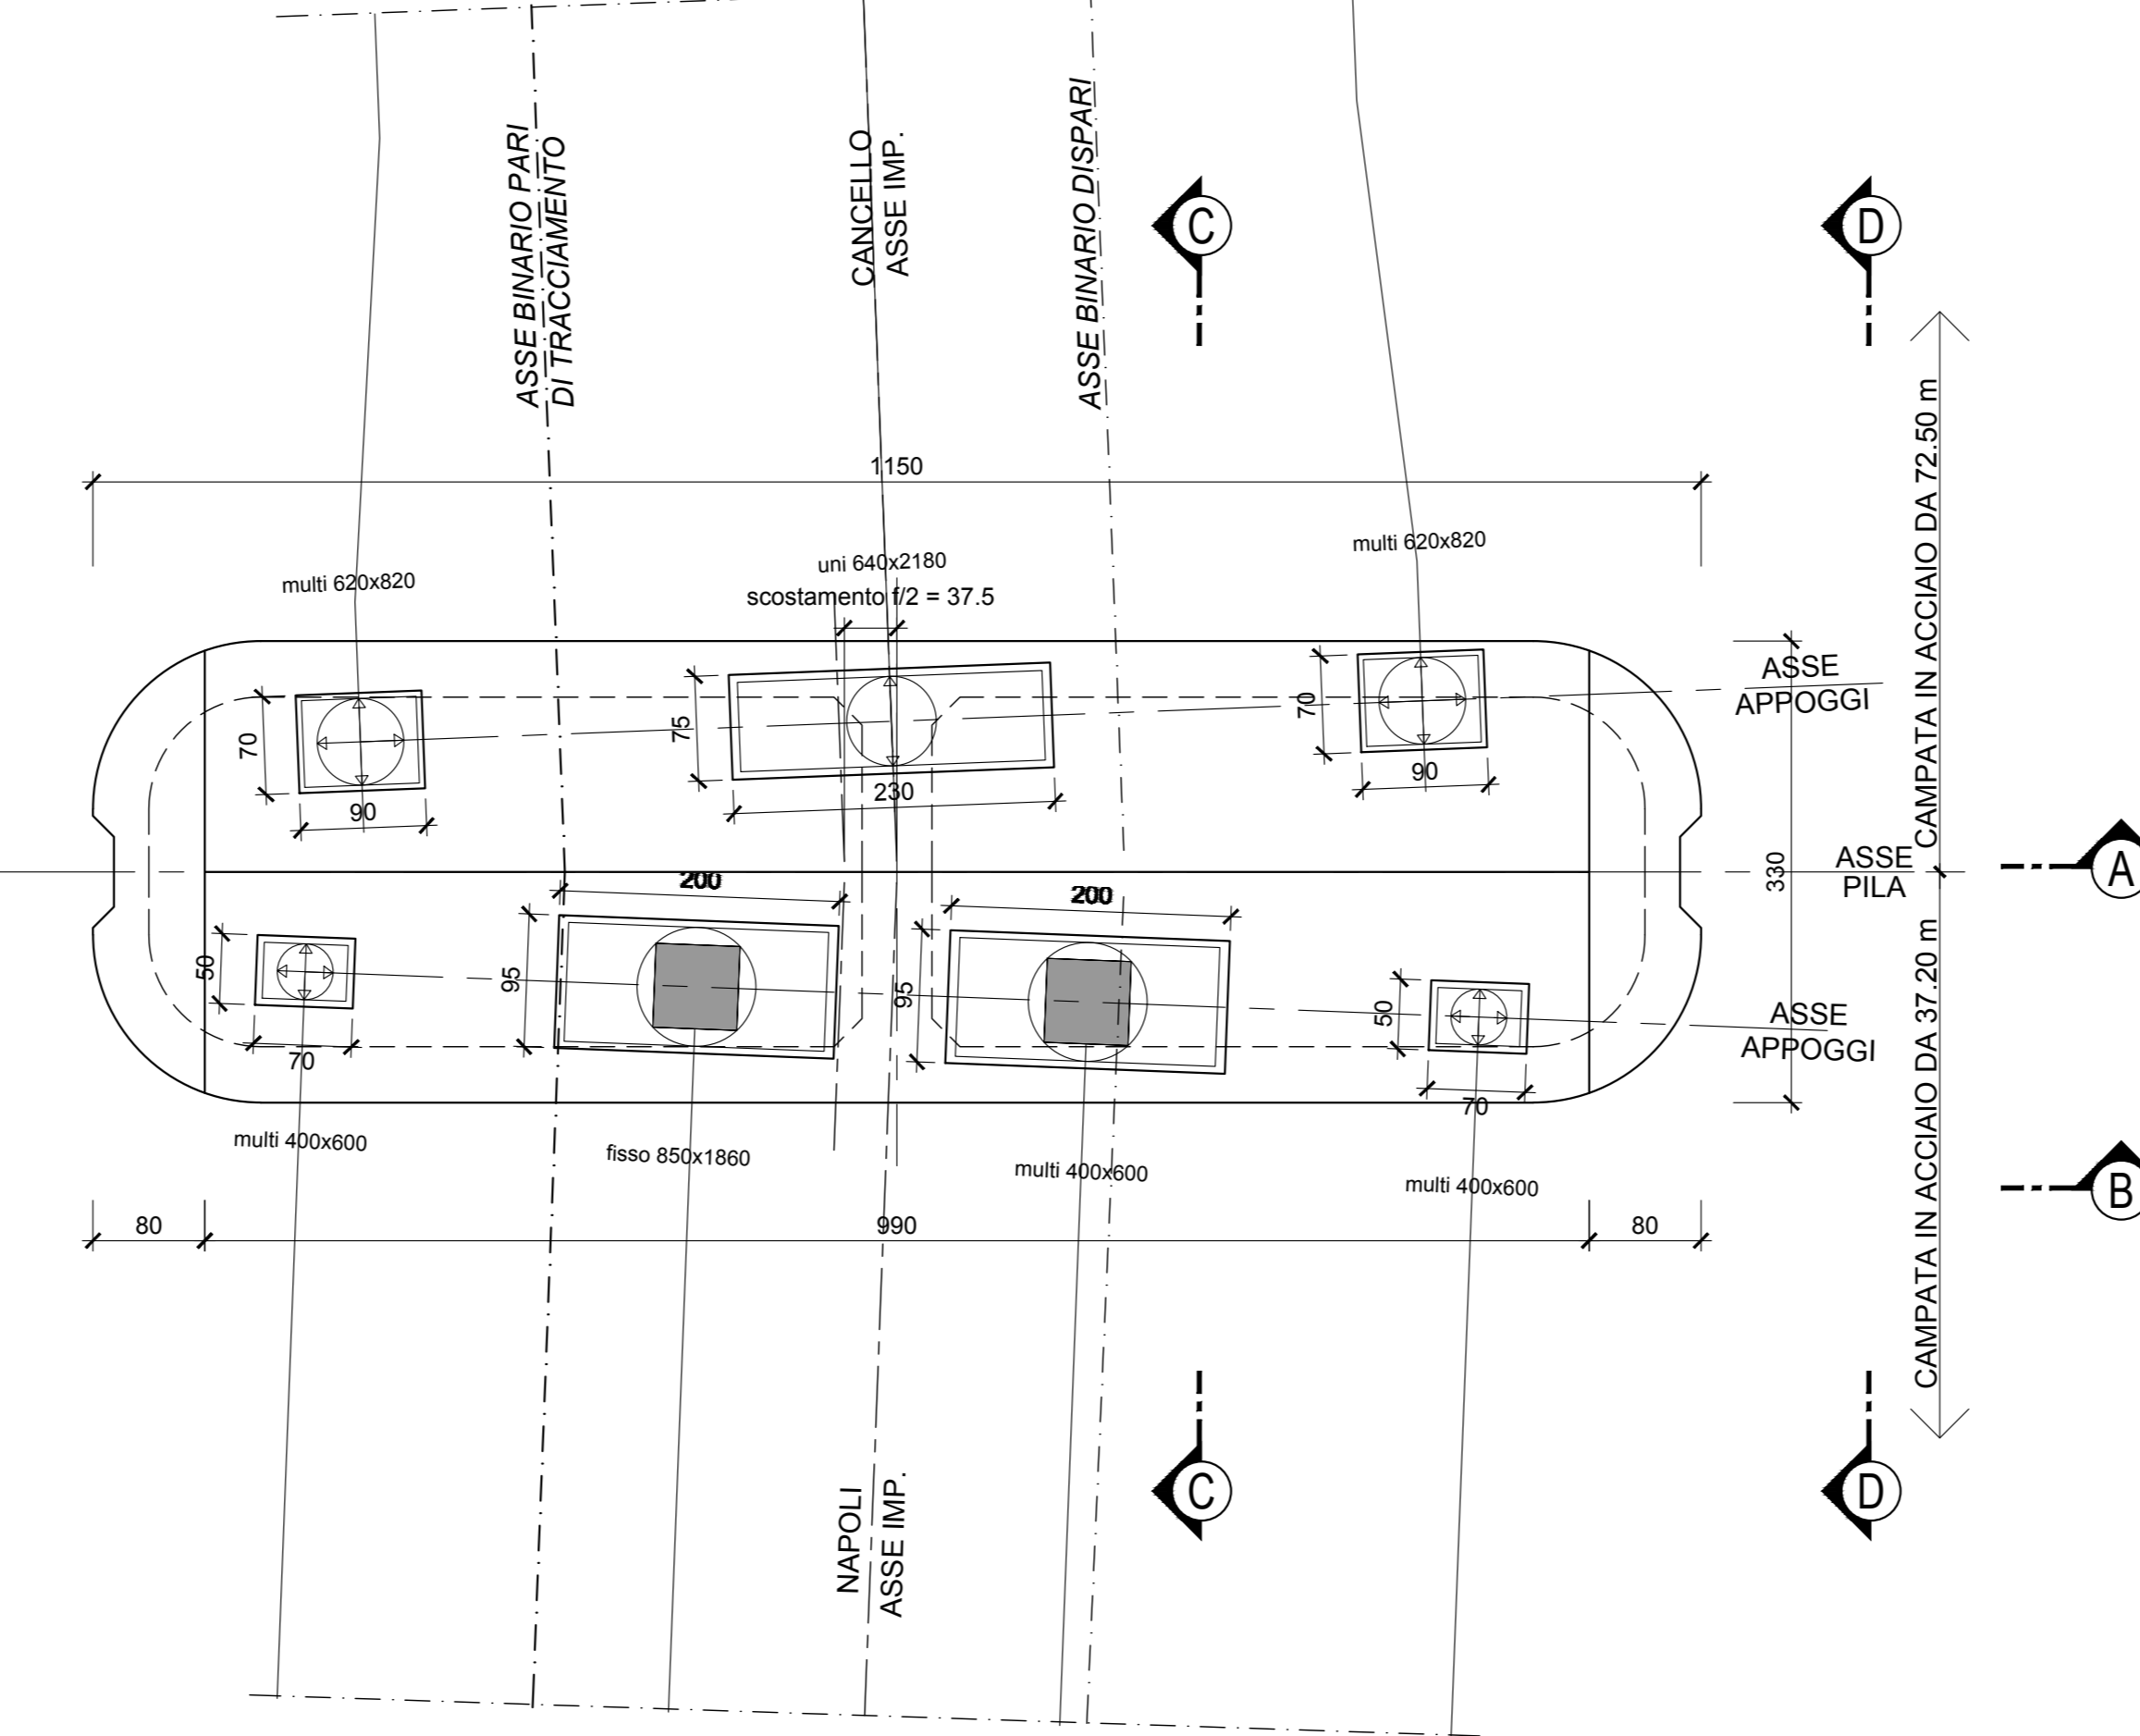 ASSE BINARIO PARI
DI TRACCIAMENTO
CANCELLO
ASSE IMP.
ASSE BINARIO DISPARI
C
D
1150
multi 620x820
uni 640x2180
scostamento f/2 = 37.5
multi 620x820
CAMPATA IN ACCIAIO DA 72.50 m
70
90
75
230
70
90
ASSE
APPOGGI
330
ASSE
PILA
A
200
200
50
70
95
95
50
70
ASSE
APPOGGI
CAMPATA IN ACCIAIO DA 37.20 m
multi 400x600
fisso 850x1860
multi 400x600
multi 400x600
B
80
990
80
NAPOLI
ASSE IMP.
C
D